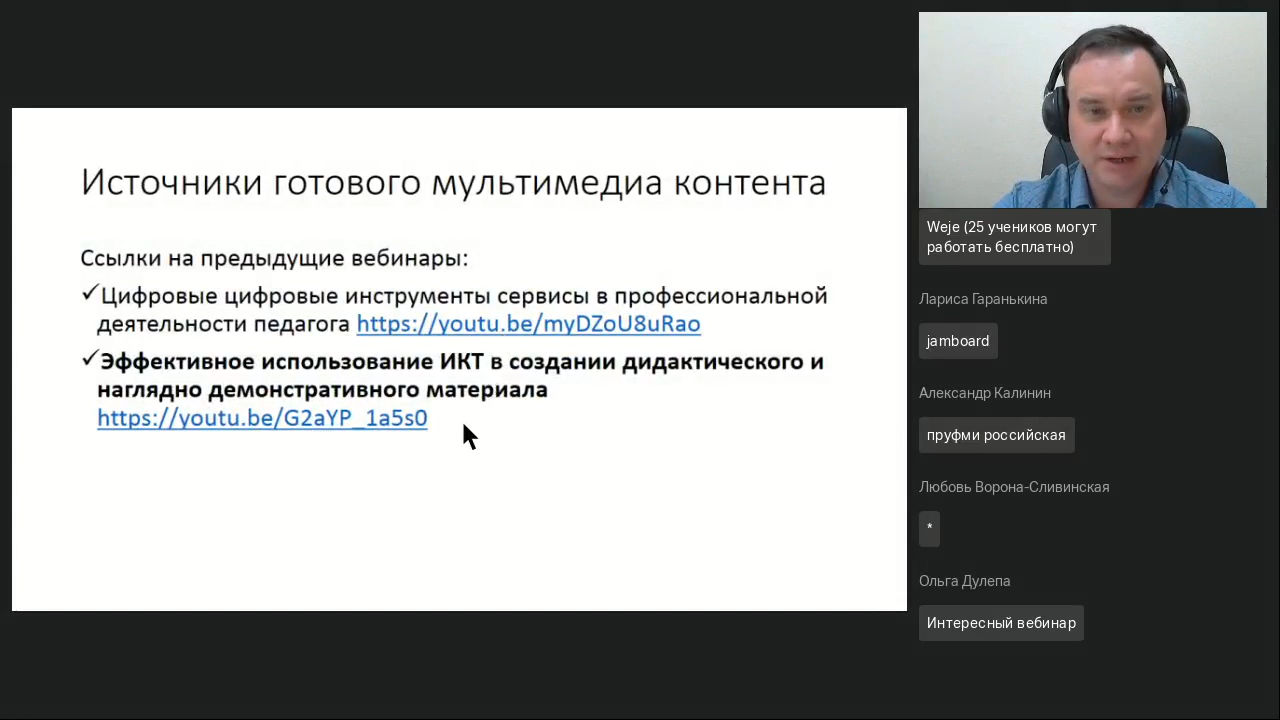 Источники готового мультимедиа контента
Ссылки на предыдущие вебинары:
✓Цифровые цифровые инструменты сервисы в профессиональной
деятельности педагога https://youtu.be/myDZoU8uRao
✓Эффективное использование ИКТ в создании дидактического и
наглядно демонстративного материала
https://youtu.be/G2aYP_1a5s0
Weje (25 учеников могут
работать бесплатно)
Лариса Гаранькина
jamboard
Александр Калинин
пруфми российская
Любовь Ворона-Сливинская
*
Ольга Дулепа
Интересный вебинар